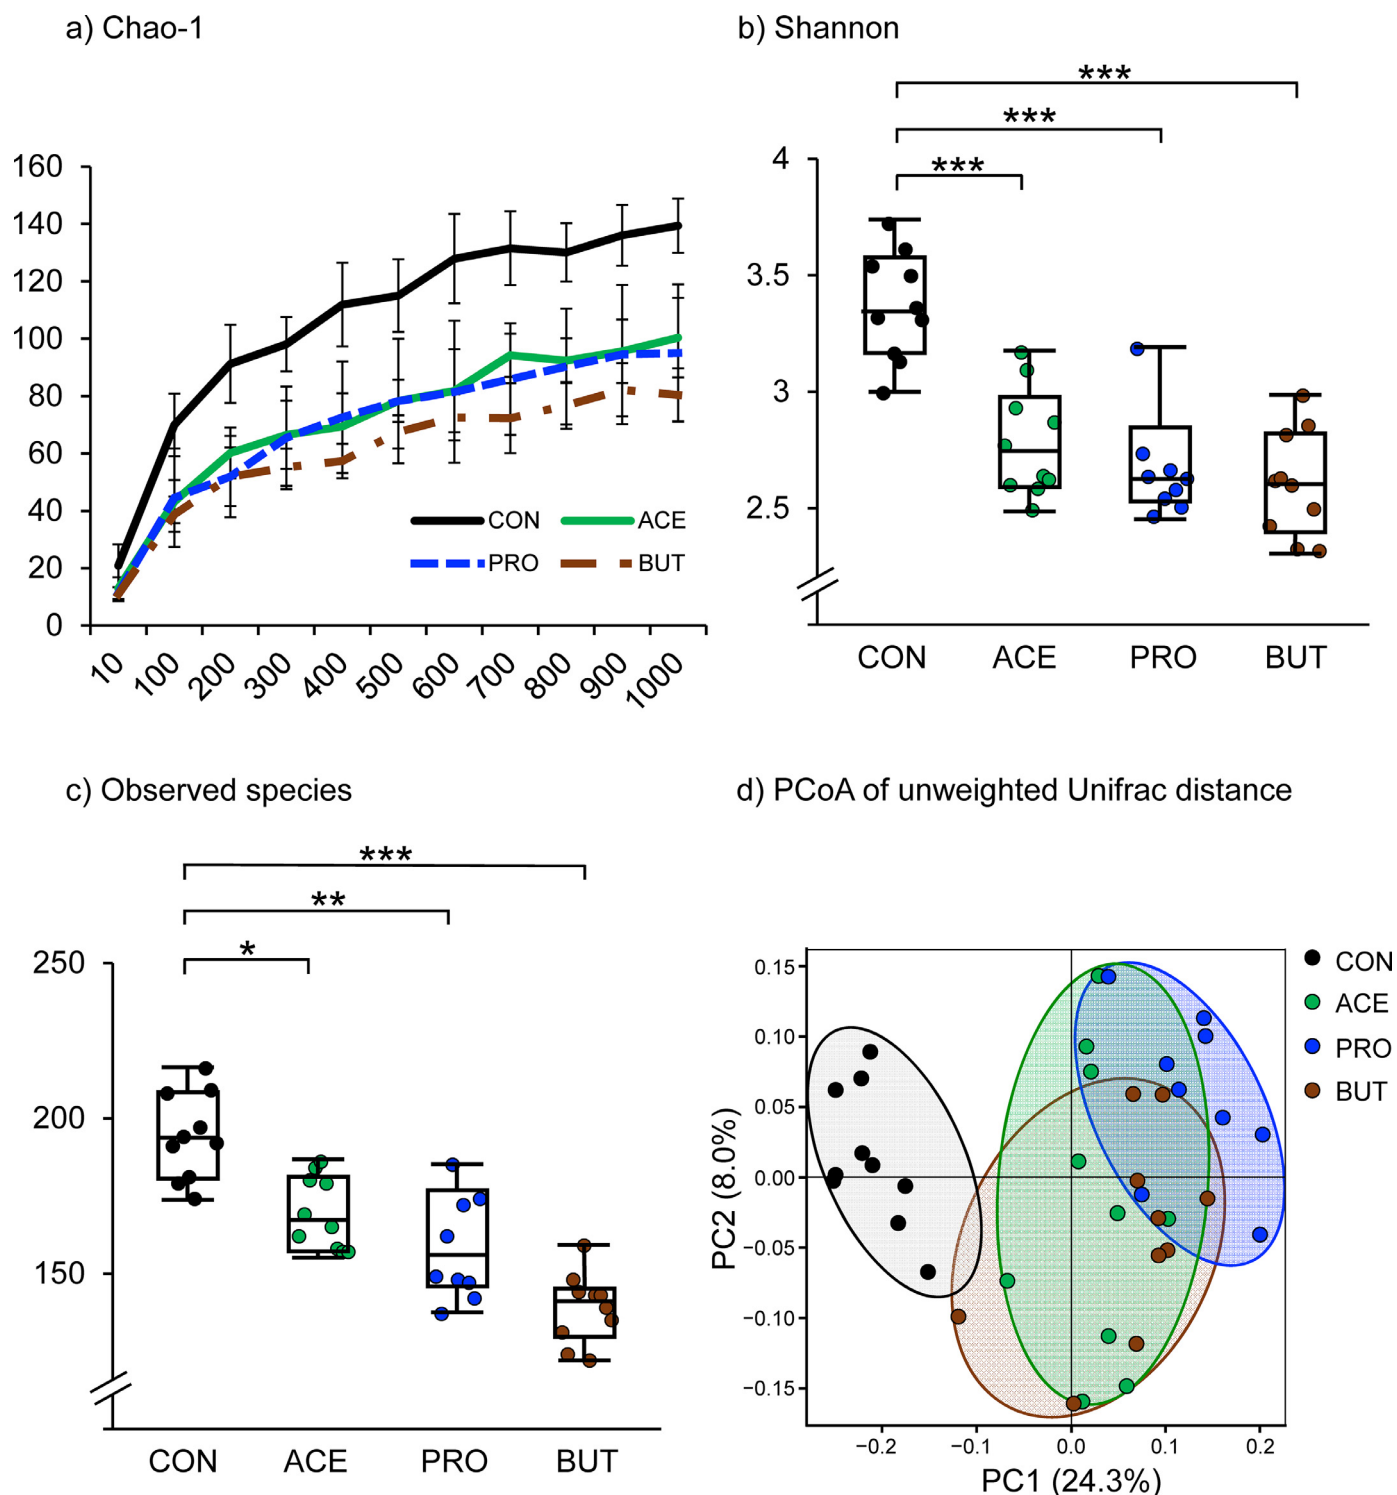 a) Chao-1
160
140
120
100
80
60
40
20
0
10 100 200 300 400 500 600 700 800 900 1000
CON ACE
PRO BUT
b) Shannon
***
***
***
4
3.5
3
2.5
CON ACE PRO BUT
c) Observed species
***
**
*
250
200
150
CON ACE PRO BUT
d) PCoA of unweighted Unifrac distance
CON
ACE
PRO
BUT
PC2 (8.0%)
0.15
0.10
0.05
0.00
−0.05
−0.10
−0.15
−0.2 −0.1 0.0 0.1 0.2
PC1 (24.3%)